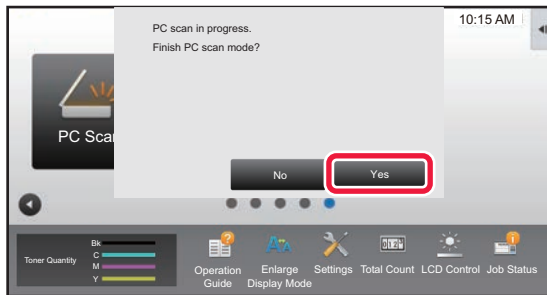 PC scan in progress.
Finish PC scan mode?
10:15 AM
PC Scan
No
Yes
Toner Quantity
Bk
C
M
Y
Operation
Guide
Enlarge
Display Mode
Settings
Total Count
LCD Control
Job Status